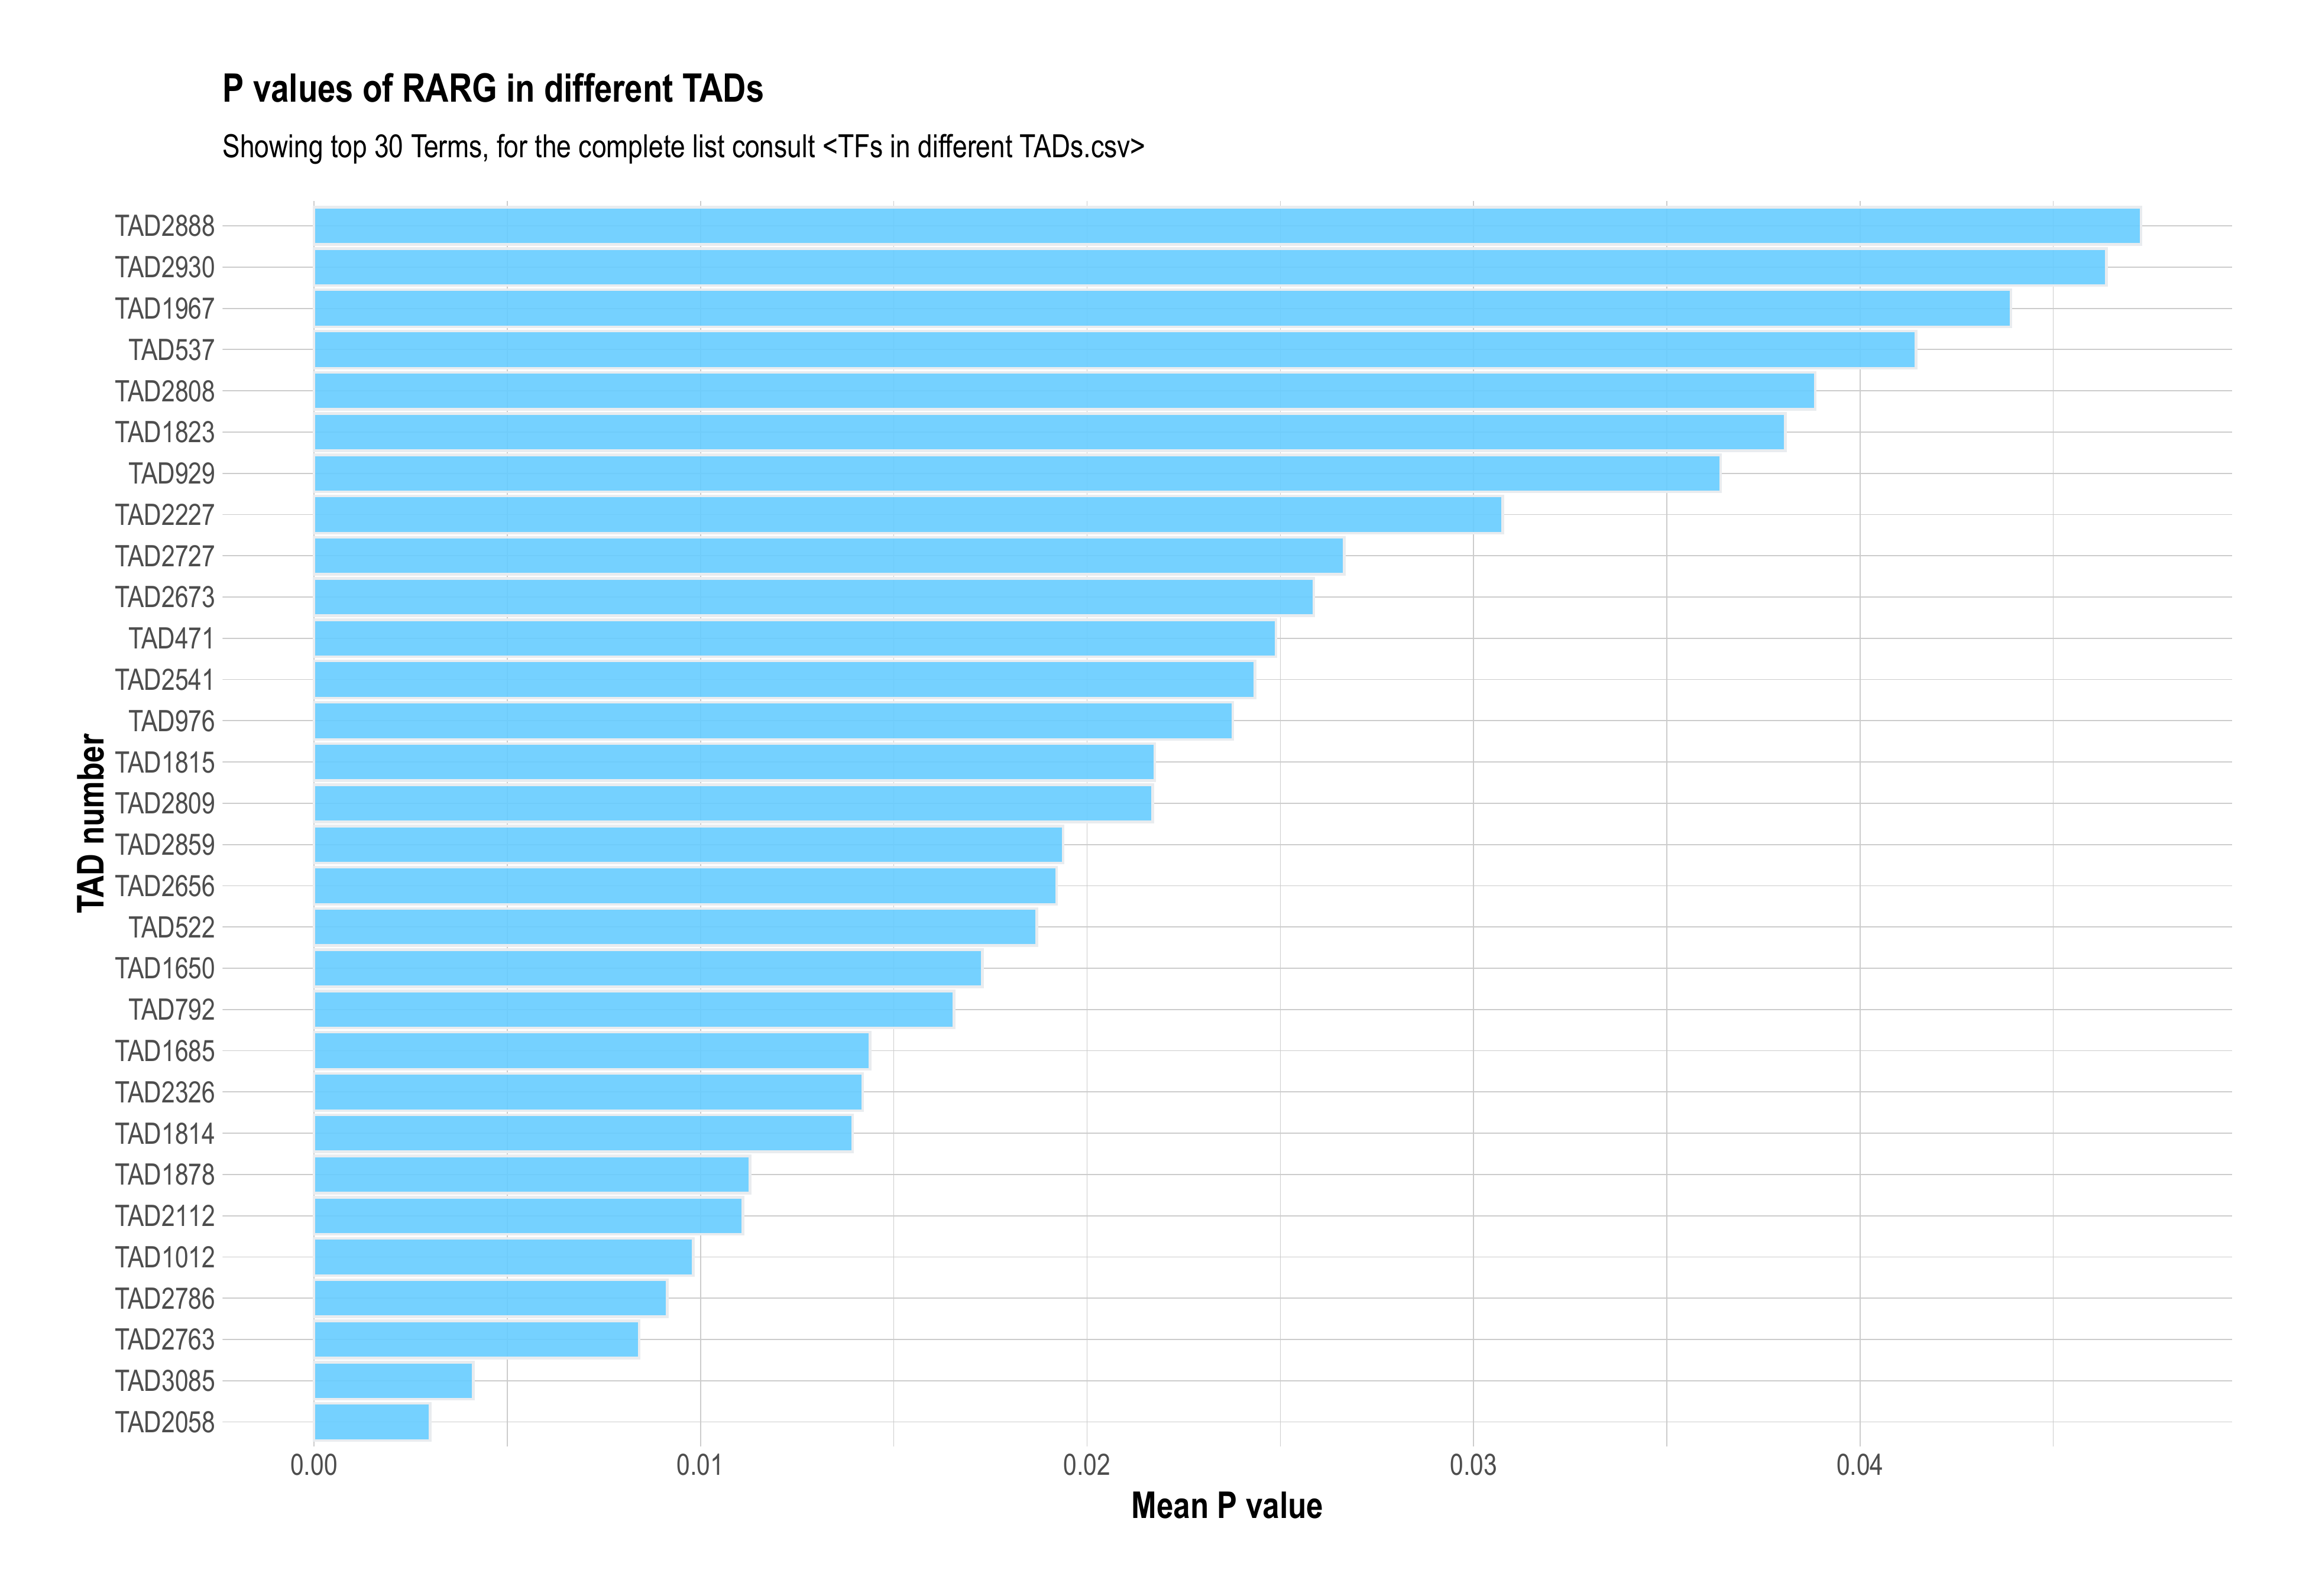 P values of RARG in different TADs
Showing top 30 Terms, for the complete list consult <TFs in different TADs.csv>
TAD number
TAD2888
TAD2930
TAD1967
TAD537
TAD2808
TAD1823
TAD929
TAD2227
TAD2727
TAD2673
TAD471
TAD2541
TAD976
TAD1815
TAD2809
TAD2859
TAD2656
TAD522
TAD1650
TAD792
TAD1685
TAD2326
TAD1814
TAD1878
TAD2112
TAD1012
TAD2786
TAD2763
TAD3085
TAD2058
0.00 0.01 0.02 0.03 0.04
Mean P value